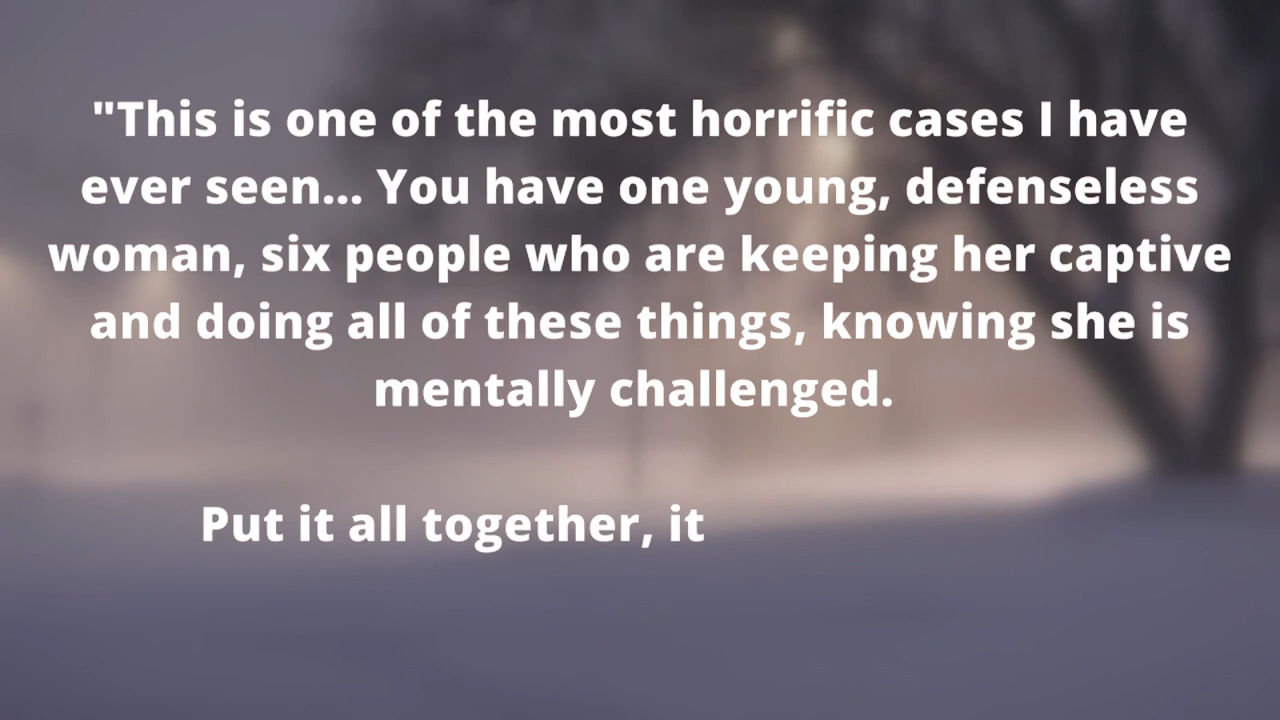 "This is one of the most horrific cases I have
ever seen... You have one young, defenseless
woman, six people who are keeping her captive
and doing all of these things, knowing she is
mentally challenged.
Put it all together, it